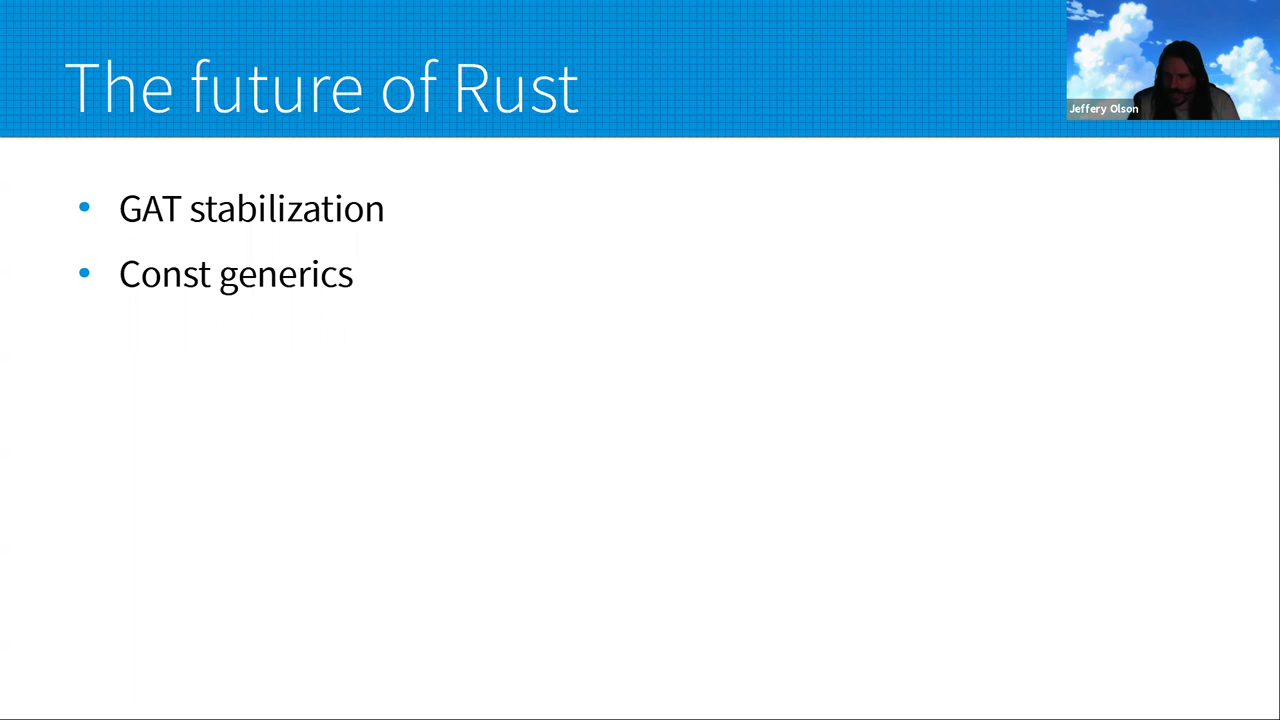 The future of Rust
Jeffery Olson
• GAT stabilization
• Const generics